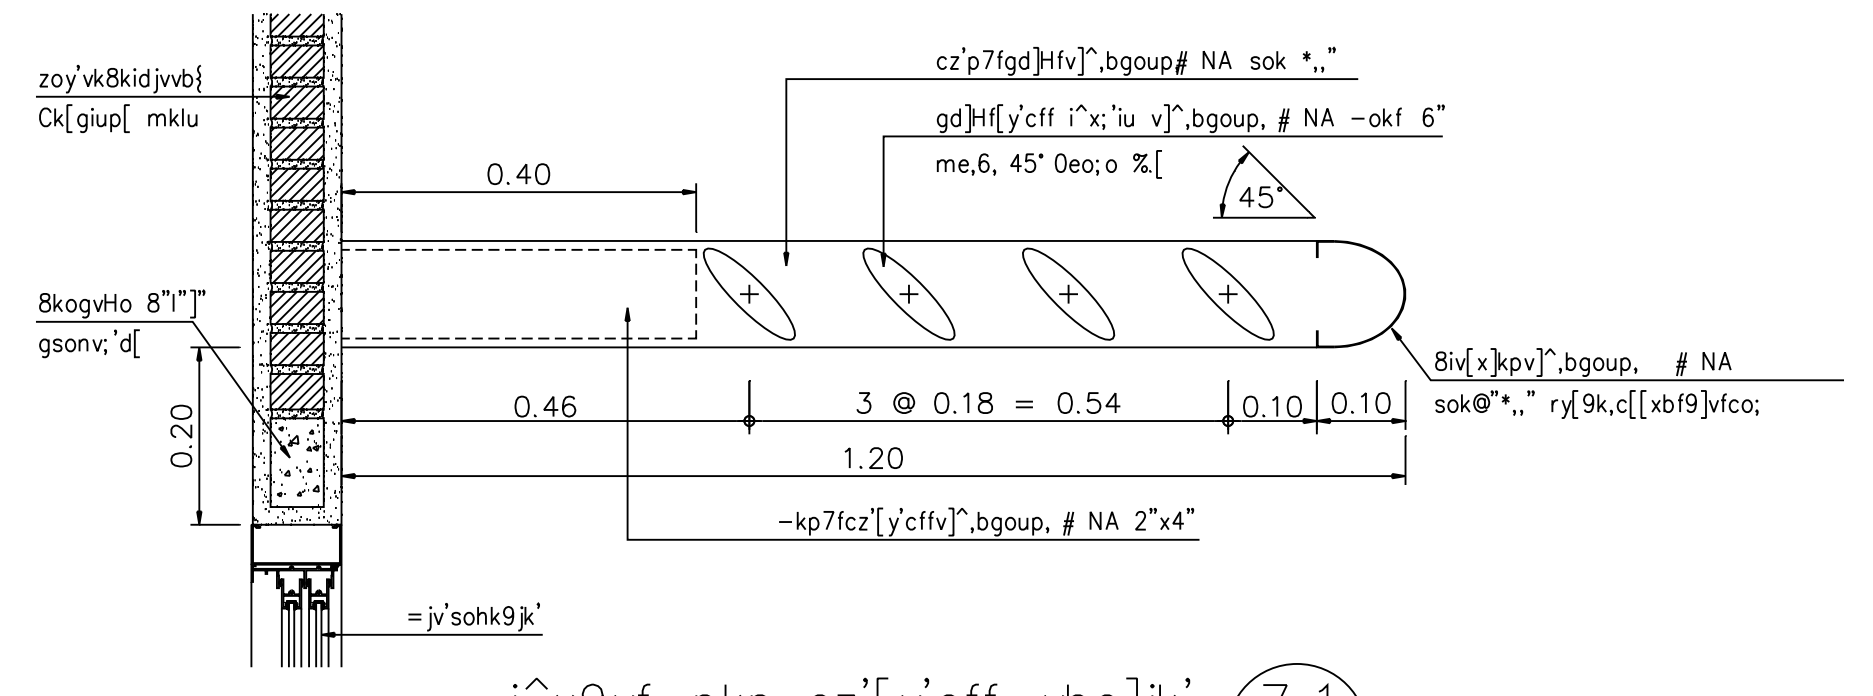 zoy'vk8kidjvvb{
Ck[giup[ mklu
cz'p7fgd]Hfv]^,bgoup# NA sok *,,"
gd]Hf[y'cff i^x;'iu v]^,bgoup, # NA -okf 6"
me,6, 45° 0eo;o %.[
0.40
45°
8kogvHo 8"l"]"
gsonv;'d[
0.20
8iv[x]kpv]^,bgoup, # NA
sok@"*,,” ry[9k,c[[xbf9]vfco;
0.46
3 @ 0.18 = 0.54
0.10
0.10
1.20
-kp7fcz'[y'cffv]^,bgoup, # NA 2"x4"
=jv'sohk9jk'